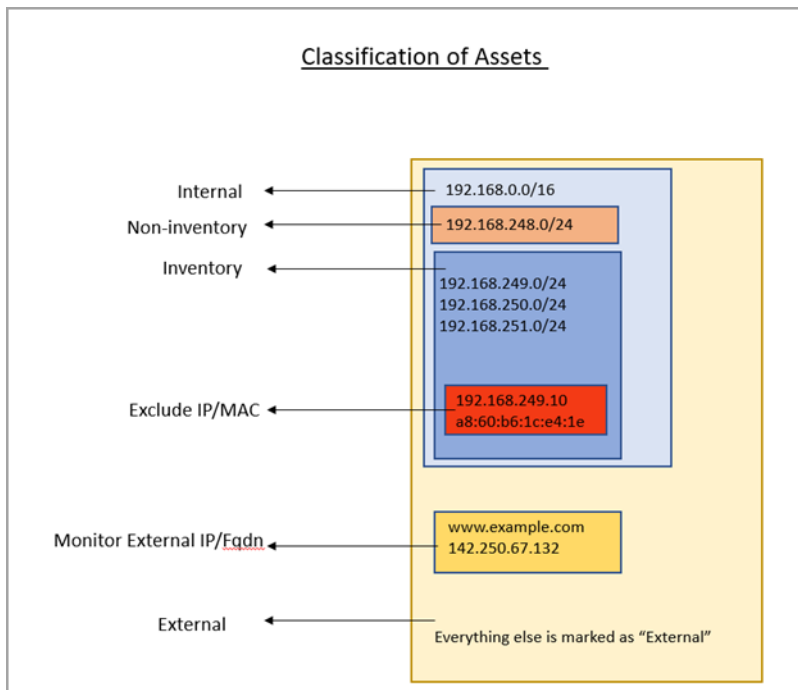 Classification of Assets
Internal
192.168.0.0/16
Non-inventory
192.168.248.0/24
Inventory
192.168.249.0/24
192.168.250.0/24
192.168.251.0/24
Exclude IP/MAC
192.168.249.10
a8:60:b6:1c:e4:1e
Monitor External IP/Fqdn
www.example.com
142.250.67.132
External
Everything else is marked as “External”